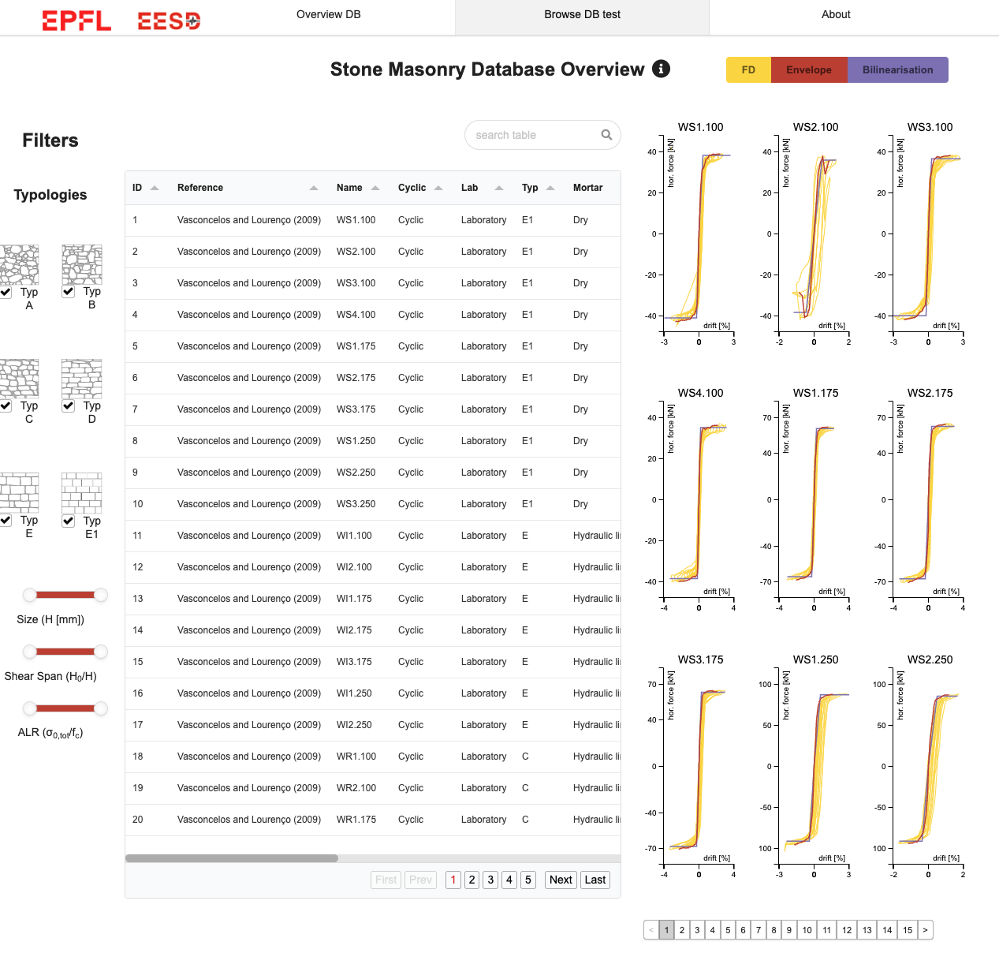 EPFL
EESD
Overview DB
Browse DB test
About
Stone Masonry Database Overview
FD
Envelope
Bilinearisation
Filters
Typologies
Typ A
Typ B
Typ C
Typ D
Typ E
Typ E1
Size (H [mm])
Shear Span (H₀/H)
ALR (σ₀,tot/fc)
search table
ID Reference Name Cyclic Lab Typ Mortar
1 Vasconcelos and Lourenço (2009) WS1.100 Cyclic Laboratory E1 Dry
2 Vasconcelos and Lourenço (2009) WS2.100 Cyclic Laboratory E1 Dry
3 Vasconcelos and Lourenço (2009) WS3.100 Cyclic Laboratory E1 Dry
4 Vasconcelos and Lourenço (2009) WS4.100 Cyclic Laboratory E1 Dry
5 Vasconcelos and Lourenço (2009) WS1.175 Cyclic Laboratory E1 Dry
6 Vasconcelos and Lourenço (2009) WS2.175 Cyclic Laboratory E1 Dry
7 Vasconcelos and Lourenço (2009) WS3.175 Cyclic Laboratory E1 Dry
8 Vasconcelos and Lourenço (2009) WS1.250 Cyclic Laboratory E1 Dry
9 Vasconcelos and Lourenço (2009) WS2.250 Cyclic Laboratory E1 Dry
10 Vasconcelos and Lourenço (2009) WS3.250 Cyclic Laboratory E1 Dry
11 Vasconcelos and Lourenço (2009) WI1.100 Cyclic Laboratory E Hydraulic li
12 Vasconcelos and Lourenço (2009) WI2.100 Cyclic Laboratory E Hydraulic li
13 Vasconcelos and Lourenço (2009) WI1.175 Cyclic Laboratory E Hydraulic li
14 Vasconcelos and Lourenço (2009) WI2.175 Cyclic Laboratory E Hydraulic li
15 Vasconcelos and Lourenço (2009) WI3.175 Cyclic Laboratory E Hydraulic li
16 Vasconcelos and Lourenço (2009) WI1.250 Cyclic Laboratory E Hydraulic li
17 Vasconcelos and Lourenço (2009) WI2.250 Cyclic Laboratory E Hydraulic li
18 Vasconcelos and Lourenço (2009) WR1.100 Cyclic Laboratory C Hydraulic li
19 Vasconcelos and Lourenço (2009) WR2.100 Cyclic Laboratory C Hydraulic li
20 Vasconcelos and Lourenço (2009) WR1.175 Cyclic Laboratory C Hydraulic li
First Prev 1 2 3 4 5 Next Last
WS1.100
hor. force [kN]
40
20
0
-20
-40
drift [%]
-3 0 3
WS2.100
hor. force [kN]
40
20
0
-20
-40
drift [%]
-2 0 2
WS3.100
hor. force [kN]
40
20
0
-20
-40
drift [%]
-3 0 3
WS4.100
hor. force [kN]
40
20
0
-20
-40
drift [%]
-4 0 4
WS1.175
hor. force [kN]
70
40
0
-40
-70
drift [%]
-4 0 4
WS2.175
hor. force [kN]
70
40
0
-40
-70
drift [%]
-4 0 4
WS3.175
hor. force [kN]
70
40
0
-40
-70
drift [%]
-4 0 4
WS1.250
hor. force [kN]
100
50
0
-50
100
drift [%]
-3 0 3
WS2.250
hor. force [kN]
100
50
0
-50
100
drift [%]
-2 0 2
< 1 2 3 4 5 6 7 8 9 10 11 12 13 14 15 >